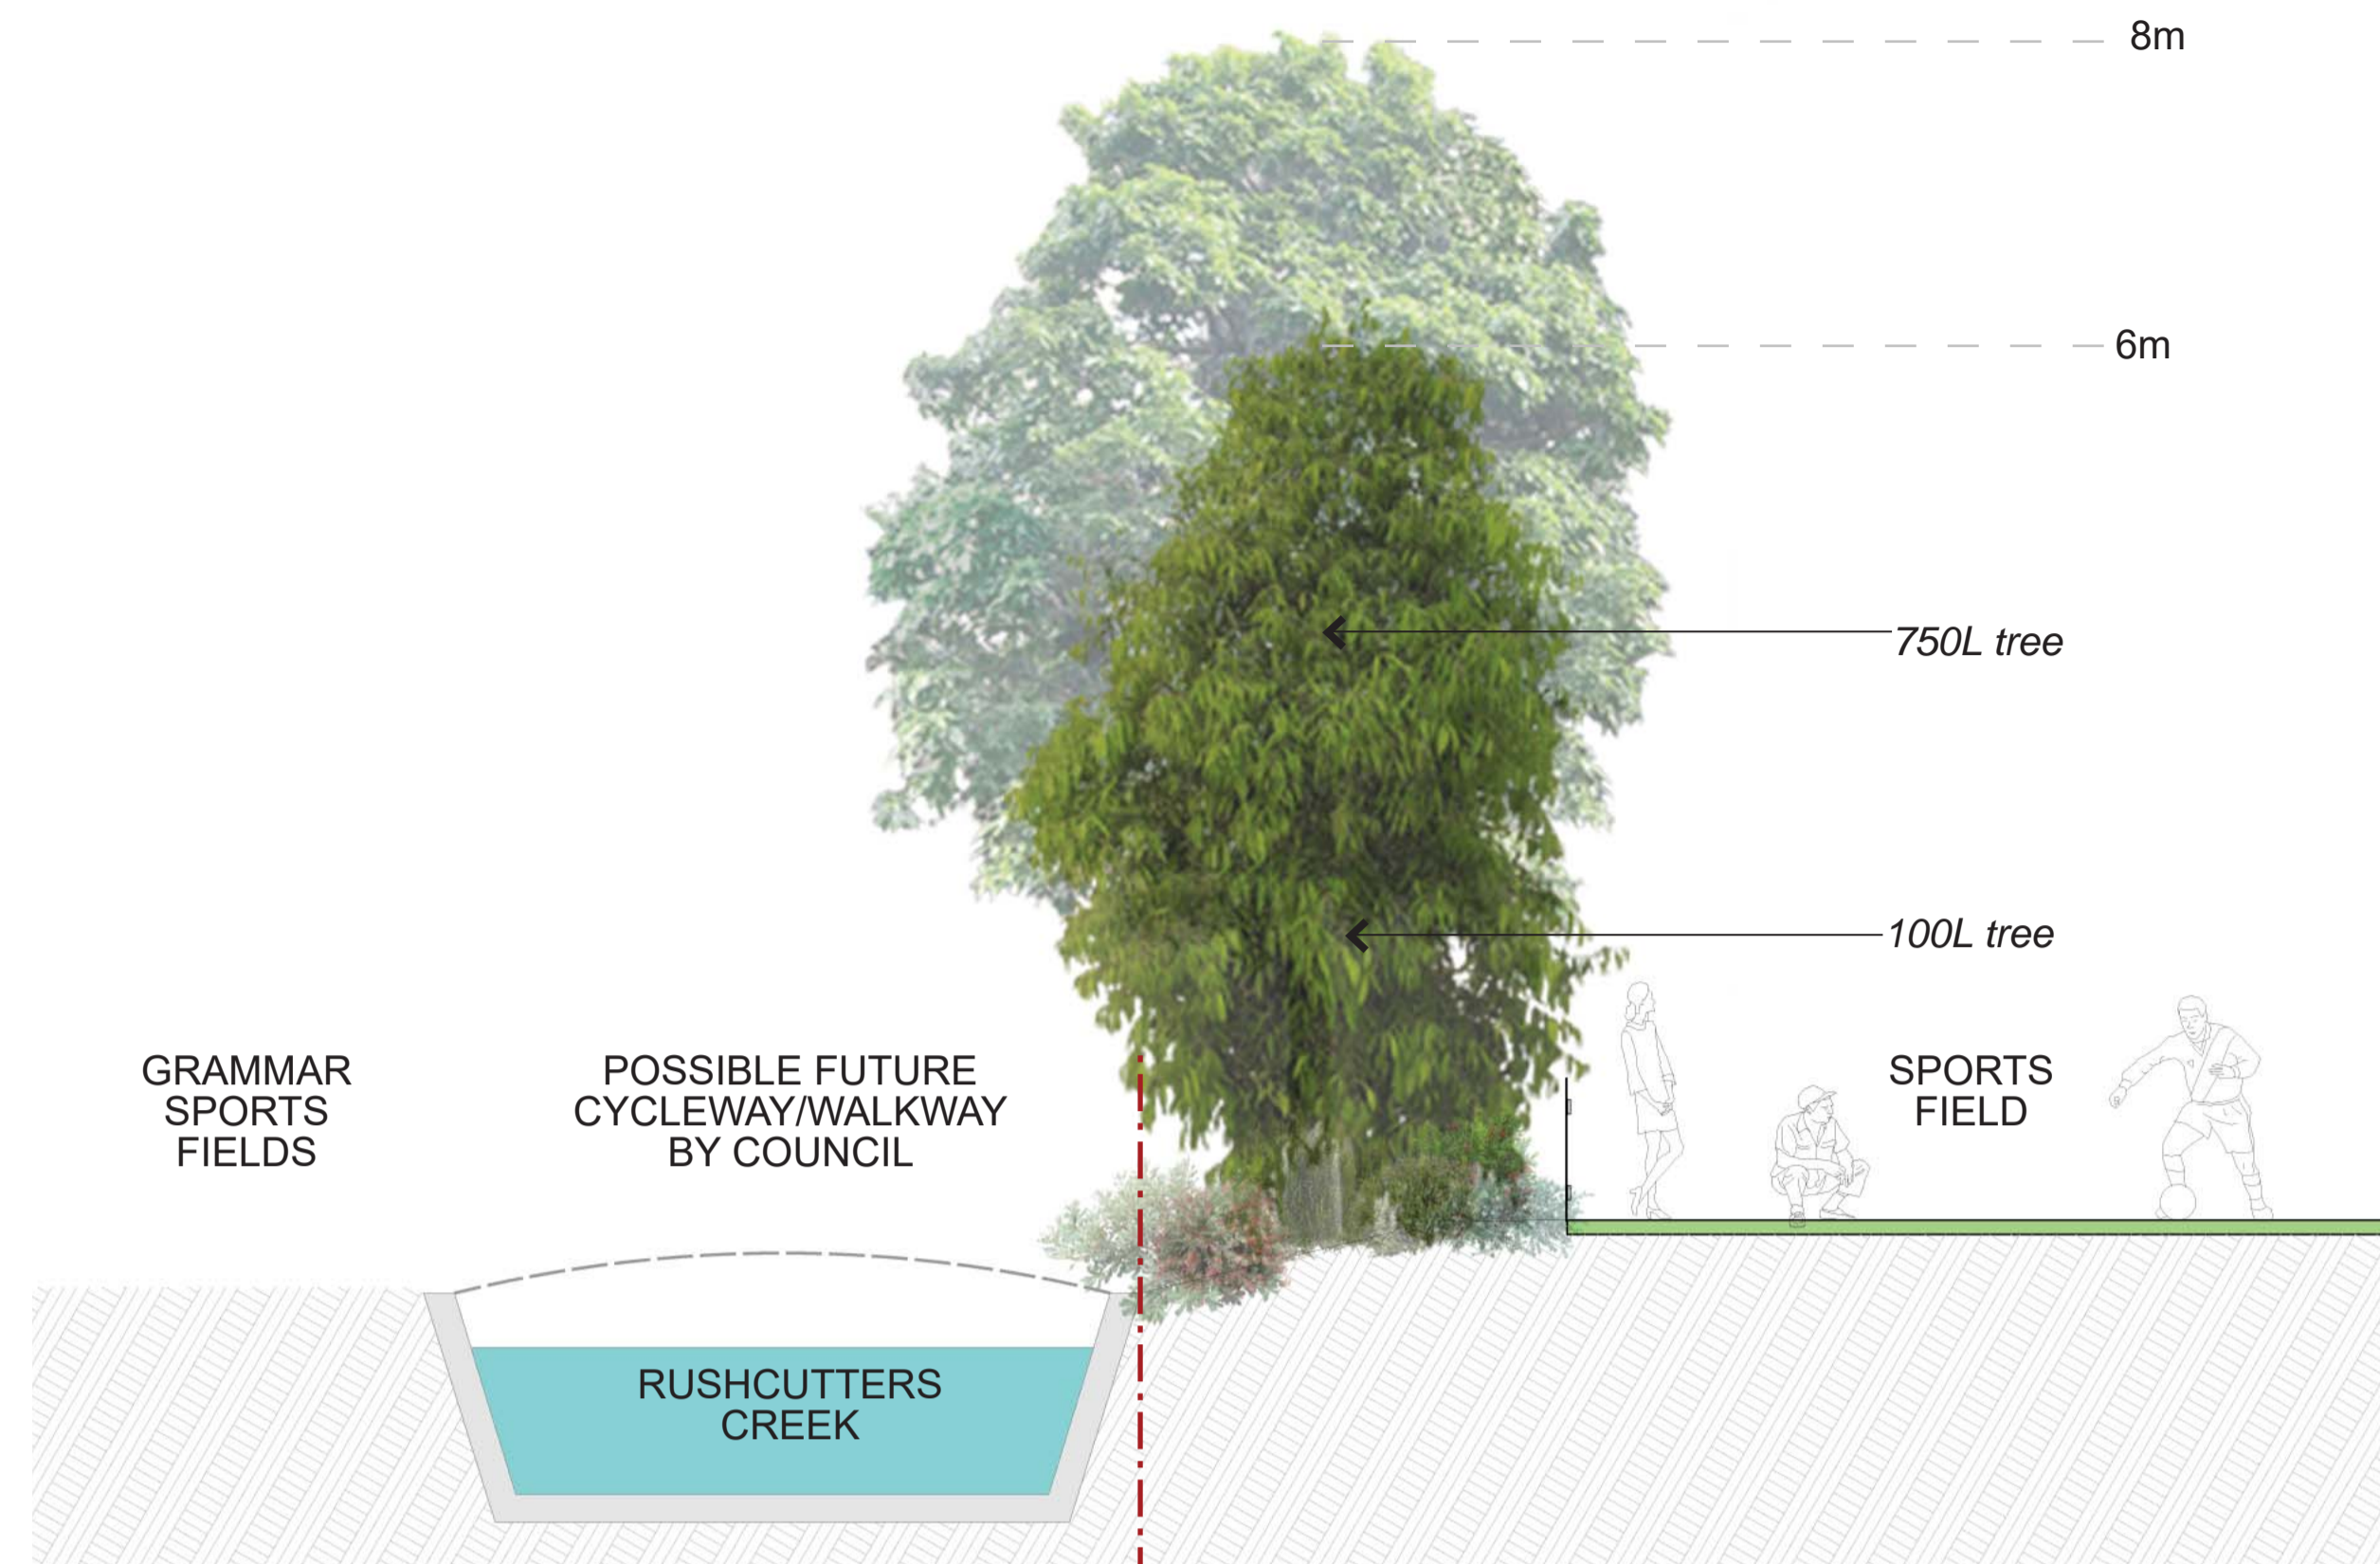 8m
6m
750L tree
100L tree
GRAMMAR
SPORTS
FIELDS
POSSIBLE FUTURE
CYCLEWAY/WALKWAY
BY COUNCIL
SPORTS
FIELD
RUSHCUTTERS
CREEK